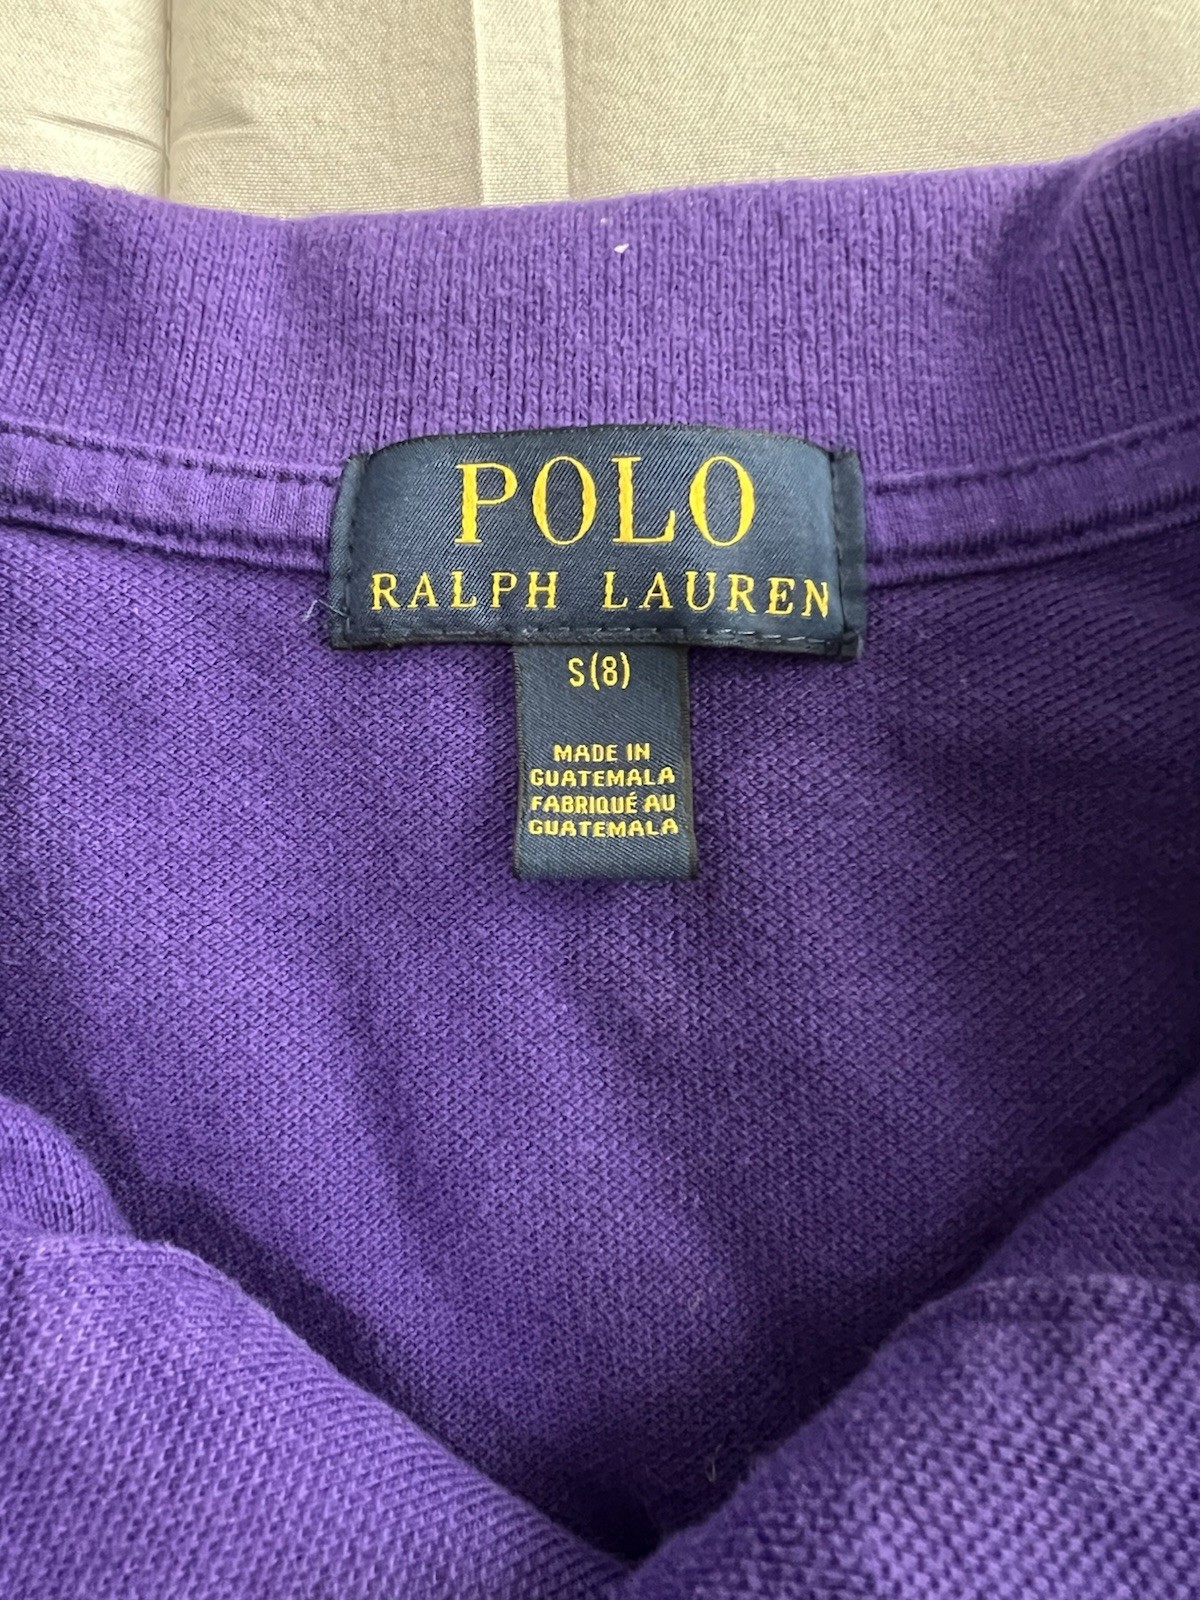 POLO
RALPH LAUREN
S(8)
MADE IN
GUATEMALA
FABRIQUÉ AU
GUATEMALA